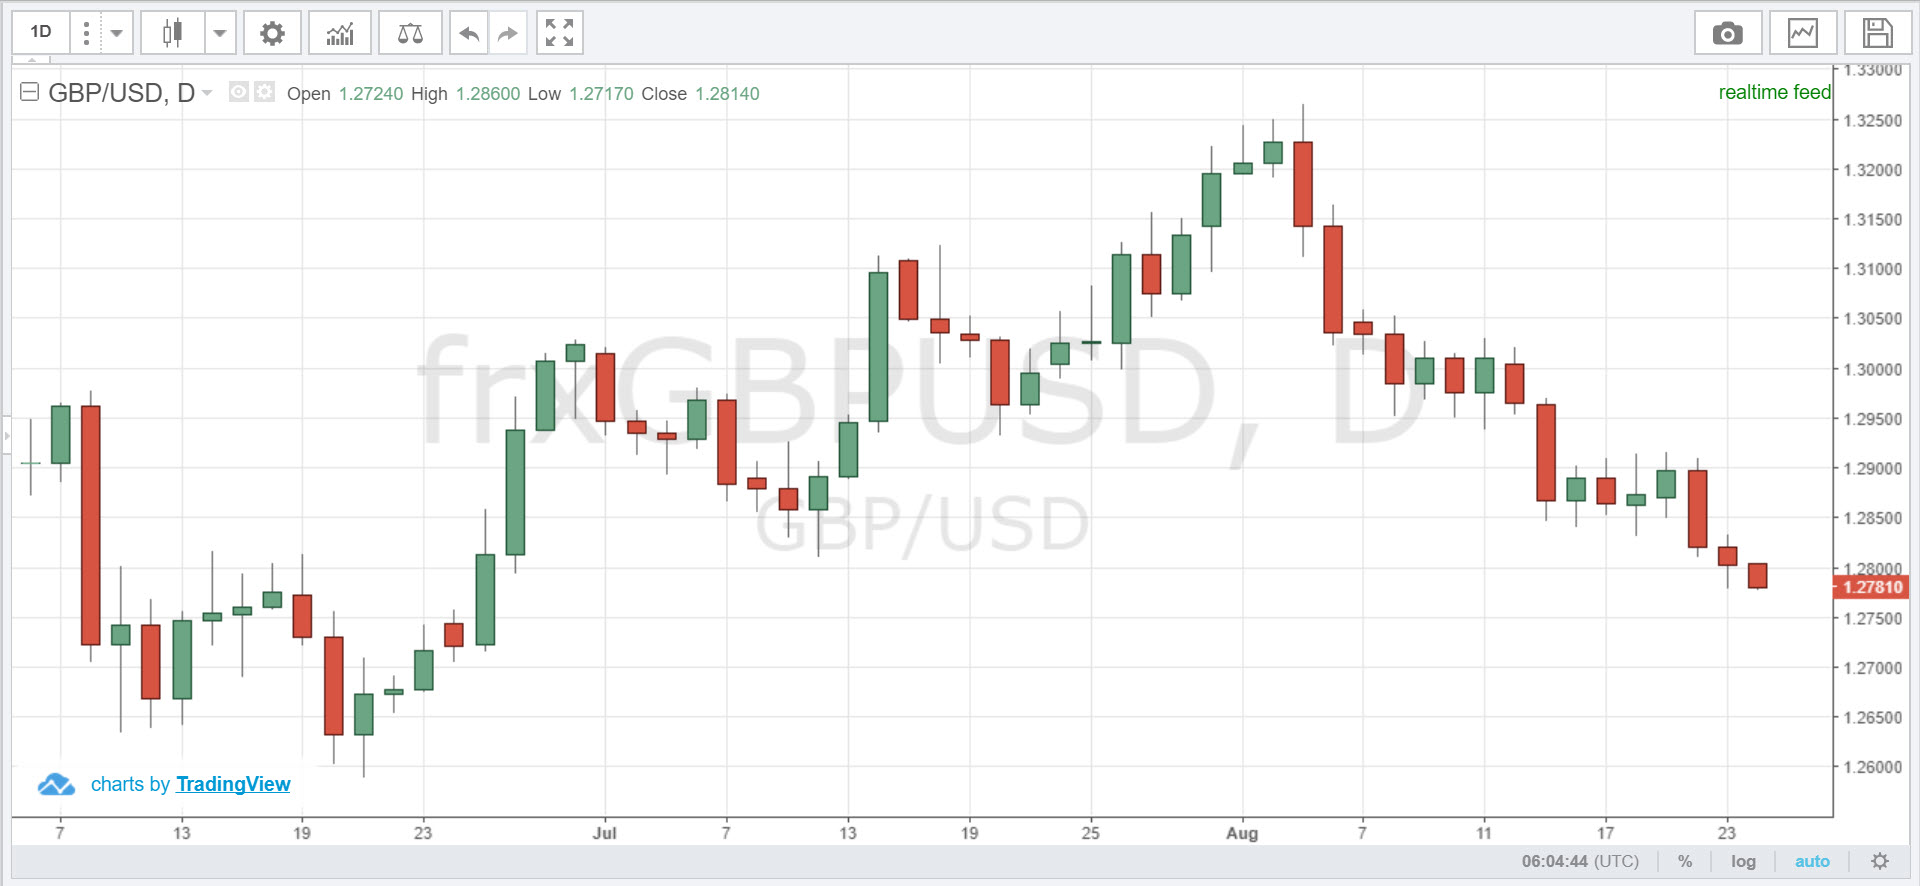 1D
GBP/USD, D Open 1.27240 High 1.28600 Low 1.27170 Close 1.28140
realtime feed
1.33000
1.32500
1.32000
1.31500
1.31000
1.30500
1.30000
1.29500
1.29000
1.28500
1.28000
1.27810
1.27500
1.27000
1.26500
1.26000
frxGBPUSD, D
GBP/USD
charts by TradingView
7 13 19 23 Jul 7 13 19 25 Aug 7 11 17 23
06:04:44 (UTC) % log auto